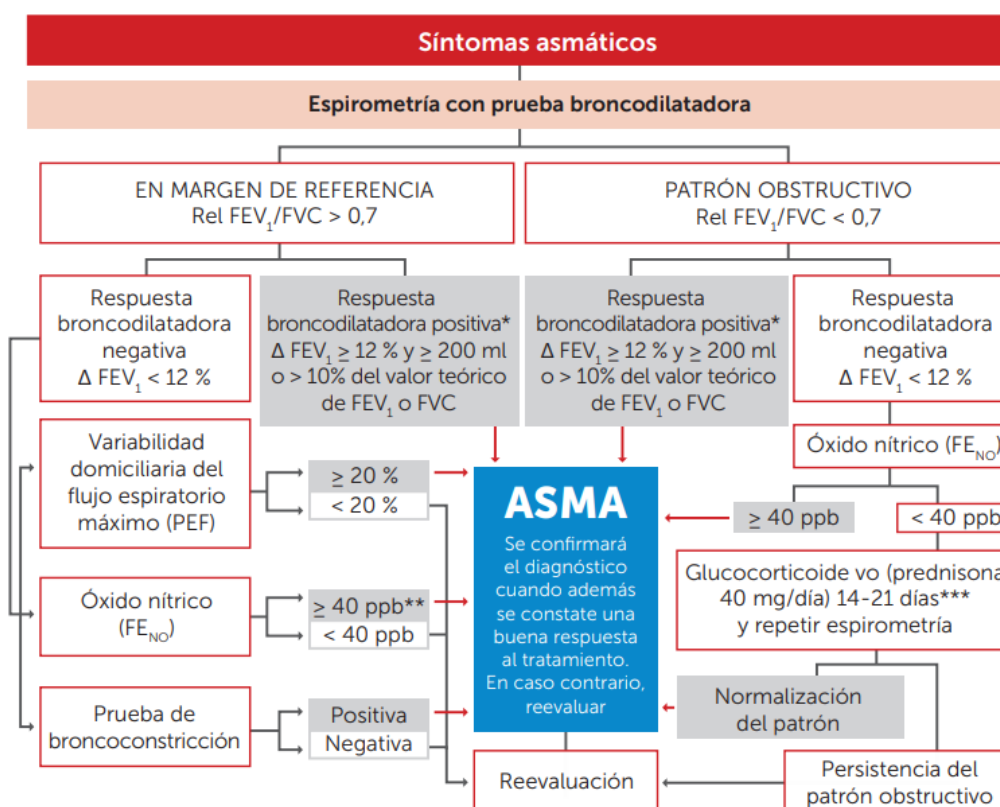 Síntomas asmáticos
Espirometría con prueba broncodilatadora
EN MARGEN DE REFERENCIA
Rel FEV₁/FVC > 0,7
PATRÓN OBSTRUCTIVO
Rel FEV₁/FVC < 0,7
Respuesta
broncodilatadora
negativa
Δ FEV₁ < 12 %
Respuesta
broncodilatadora positiva*
Δ FEV₁ ≥ 12 % y ≥ 200 ml
o > 10% del valor teórico
de FEV₁ o FVC
Respuesta
broncodilatadora positiva*
Δ FEV₁ ≥ 12 % y ≥ 200 ml
o > 10% del valor teórico
de FEV₁ o FVC
Respuesta
broncodilatadora
negativa
Δ FEV₁ < 12 %
Variabilidad
domiciliaria del
flujo espiratorio
máximo (PEF)
≥ 20 %
< 20 %
Óxido nítrico
(FE_NO)
≥ 40 ppb**
< 40 ppb
Prueba de
broncoconstricción
Positiva
Negativa
ASMA
Se confirmará
el diagnóstico
cuando además
se constate una
buena respuesta
al tratamiento.
En caso contrario,
reevaluar
Óxido nítrico (FE_NO)
≥ 40 ppb
< 40 ppb
Glucocorticoide vo (prednisona
40 mg/día) 14-21 días***
y repetir espirometría
Normalización
del patrón
Reevaluación
Persistencia del
patrón obstructivo